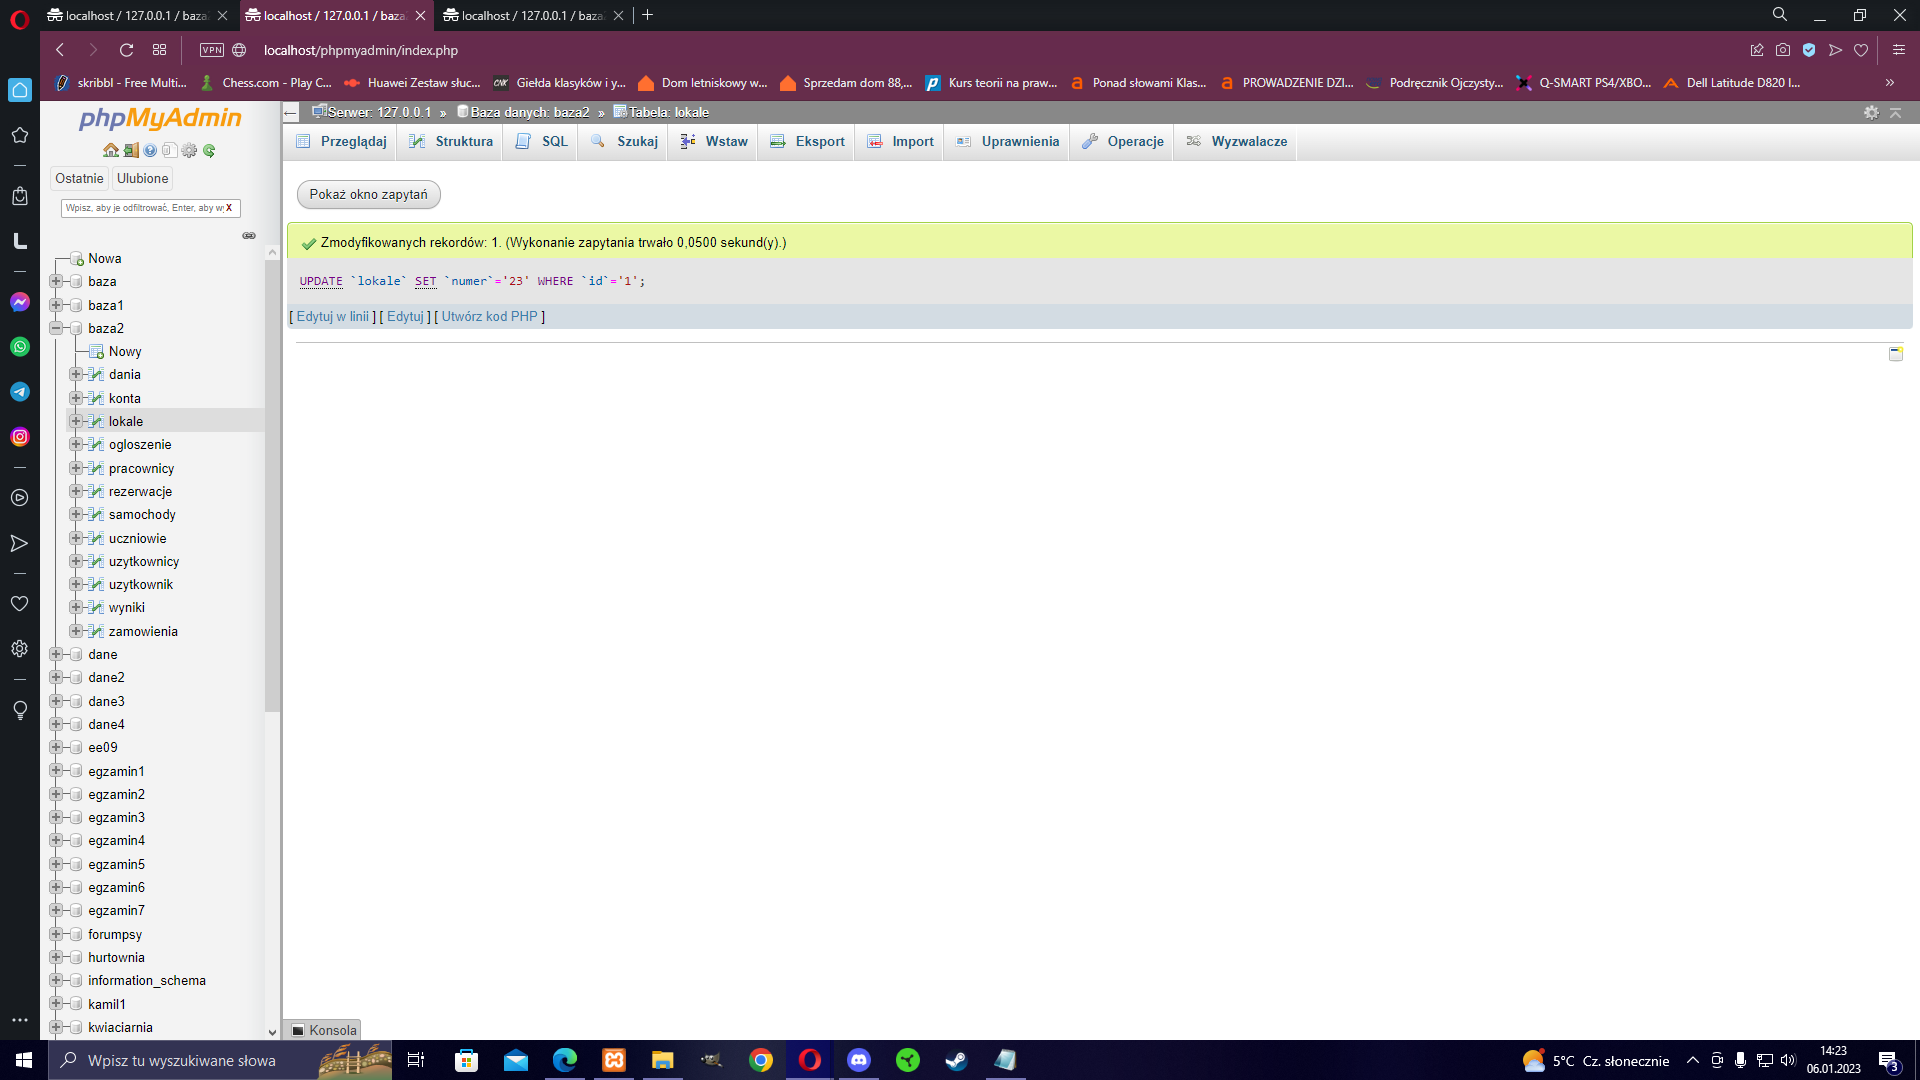 localhost / 127.0.0.1 / baza
localhost / 127.0.0.1 / baza
localhost / 127.0.0.1 / baza
VPN
localhost/phpmyadmin/index.php
skribbl - Free Multi...
Chess.com - Play C...
Huawei Zestaw słuc...
Giełda klasyków i y...
Dom letniskowy w...
Sprzedam dom 88,...
Kurs teorii na praw...
Ponad słowami Klas...
PROWADZENIE DZI...
Podręcznik Ojczysty...
Q-SMART PS4/XBO...
Dell Latitude D820 I...
phpMyAdmin
Ostatnie
Ulubione
Wpisz, aby je odfiltrować, Enter, aby wy X
Nowa
baza
baza1
baza2
Nowy
dania
konta
lokale
ogloszenie
pracownicy
rezerwacje
samochody
uczniowie
uzytkownicy
uzytkownik
wyniki
zamowienia
dane
dane2
dane3
dane4
ee09
egzamin1
egzamin2
egzamin3
egzamin4
egzamin5
egzamin6
egzamin7
forumpsy
hurtownia
information_schema
kamil1
kwiaciarnia
Serwer: 127.0.0.1 » Baza danych: baza2 » Tabela: lokale
Przeglądaj
Struktura
SQL
Szukaj
Wstaw
Eksport
Import
Uprawnienia
Operacje
Wyzwalacze
Pokaż okno zapytań
Zmodyfikowanych rekordów: 1. (Wykonanie zapytania trwało 0,0500 sekund(y).)
UPDATE `lokale` SET `numer`='23' WHERE `id`='1';
[ Edytuj w linii ] [ Edytuj ] [ Utwórz kod PHP ]
Konsola
Wpisz tu wyszukiwane słowa
5°C Cz. słonecznie
14:23
06.01.2023
3